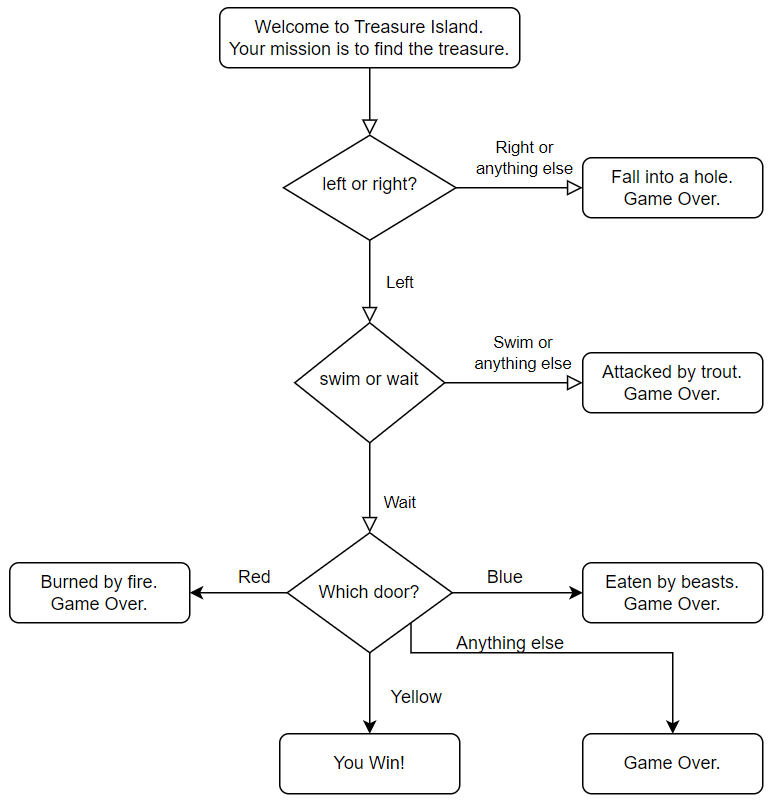 Welcome to Treasure Island.
Your mission is to find the treasure.
left or right?
Right or
anything else
Fall into a hole.
Game Over.
Left
swim or wait
Swim or
anything else
Attacked by trout.
Game Over.
Wait
Which door?
Red
Burned by fire.
Game Over.
Blue
Eaten by beasts.
Game Over.
Anything else
Yellow
You Win!
Game Over.